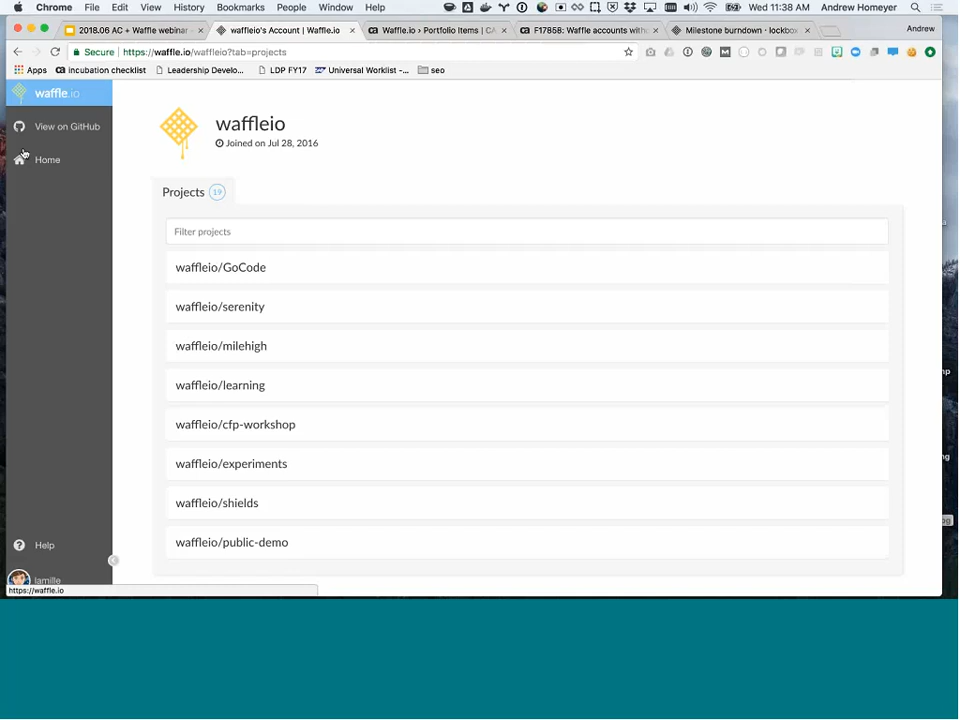 Chrome File Edit View History Bookmarks People Window Help Wed 11:38 AM Andrew Homeyer
2018.06 AC + Waffle webinar waffleio's Account | Waffle.io Waffle.io › Portfolio Items | CA F17858: Waffle accounts with Milestone burndown · lockbox Andrew
Secure https://waffle.io/waffleio?tab=projects
Apps incubation checklist Leadership Develo... LDP FY17 Universal Worklist -... seo
waffle.io
View on GitHub
Home
waffleio
Joined on Jul 28, 2016
Projects 19
Filter projects
waffleio/GoCode
waffleio/serenity
waffleio/milehigh
waffleio/learning
waffleio/cfp-workshop
waffleio/experiments
waffleio/shields
waffleio/public-demo
Help
lamille
https://waffle.io